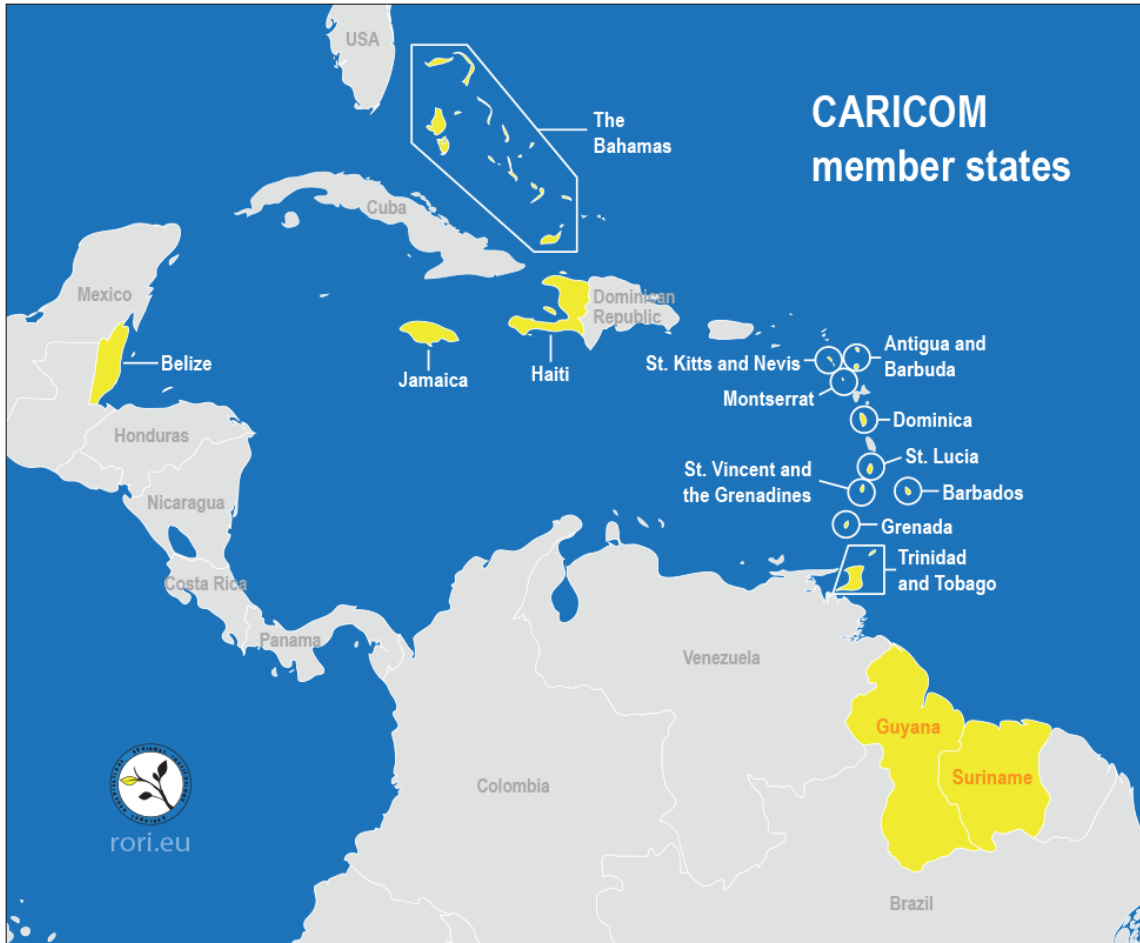 USA
CARICOM
member states
The
Bahamas
Cuba
Mexico
Dominican
Republic
Belize
Jamaica
Haiti
St. Kitts and Nevis
Antigua and
Barbuda
Montserrat
Dominica
Honduras
St. Lucia
St. Vincent and
the Grenadines
Barbados
Nicaragua
Grenada
Trinidad
and Tobago
Costa Rica
Panama
Venezuela
Guyana
Colombia
Suriname
rori.eu
Brazil